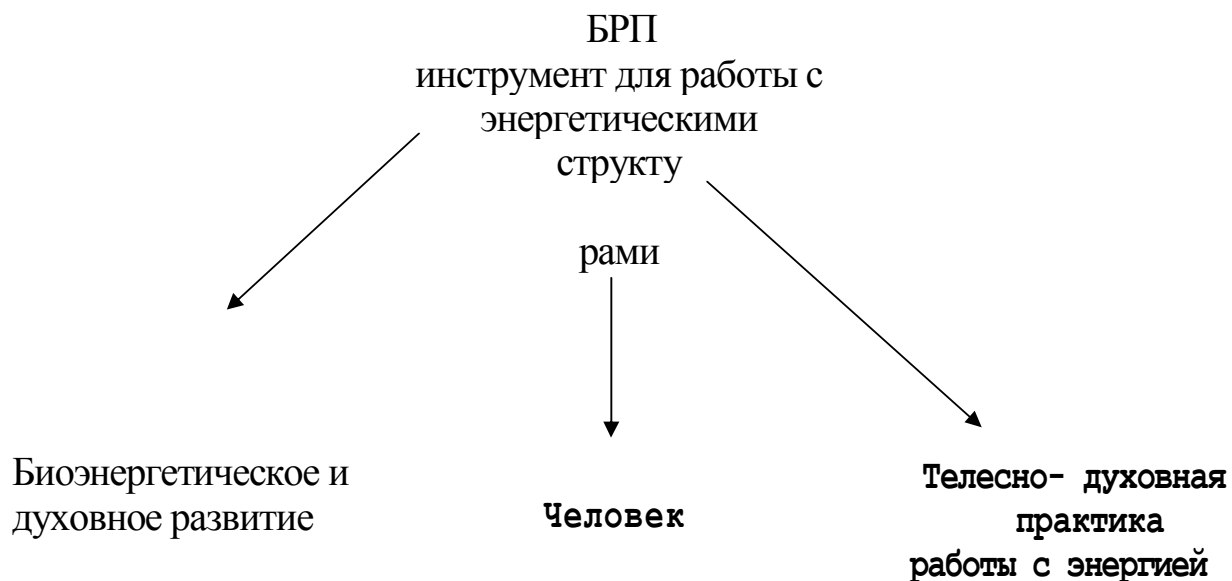 БРП
инструмент для работы с
энергетическими
структу
рами
Биоэнергетическое и
духовное развитие
Человек
Телесно- духовная
практика
работы с энергией